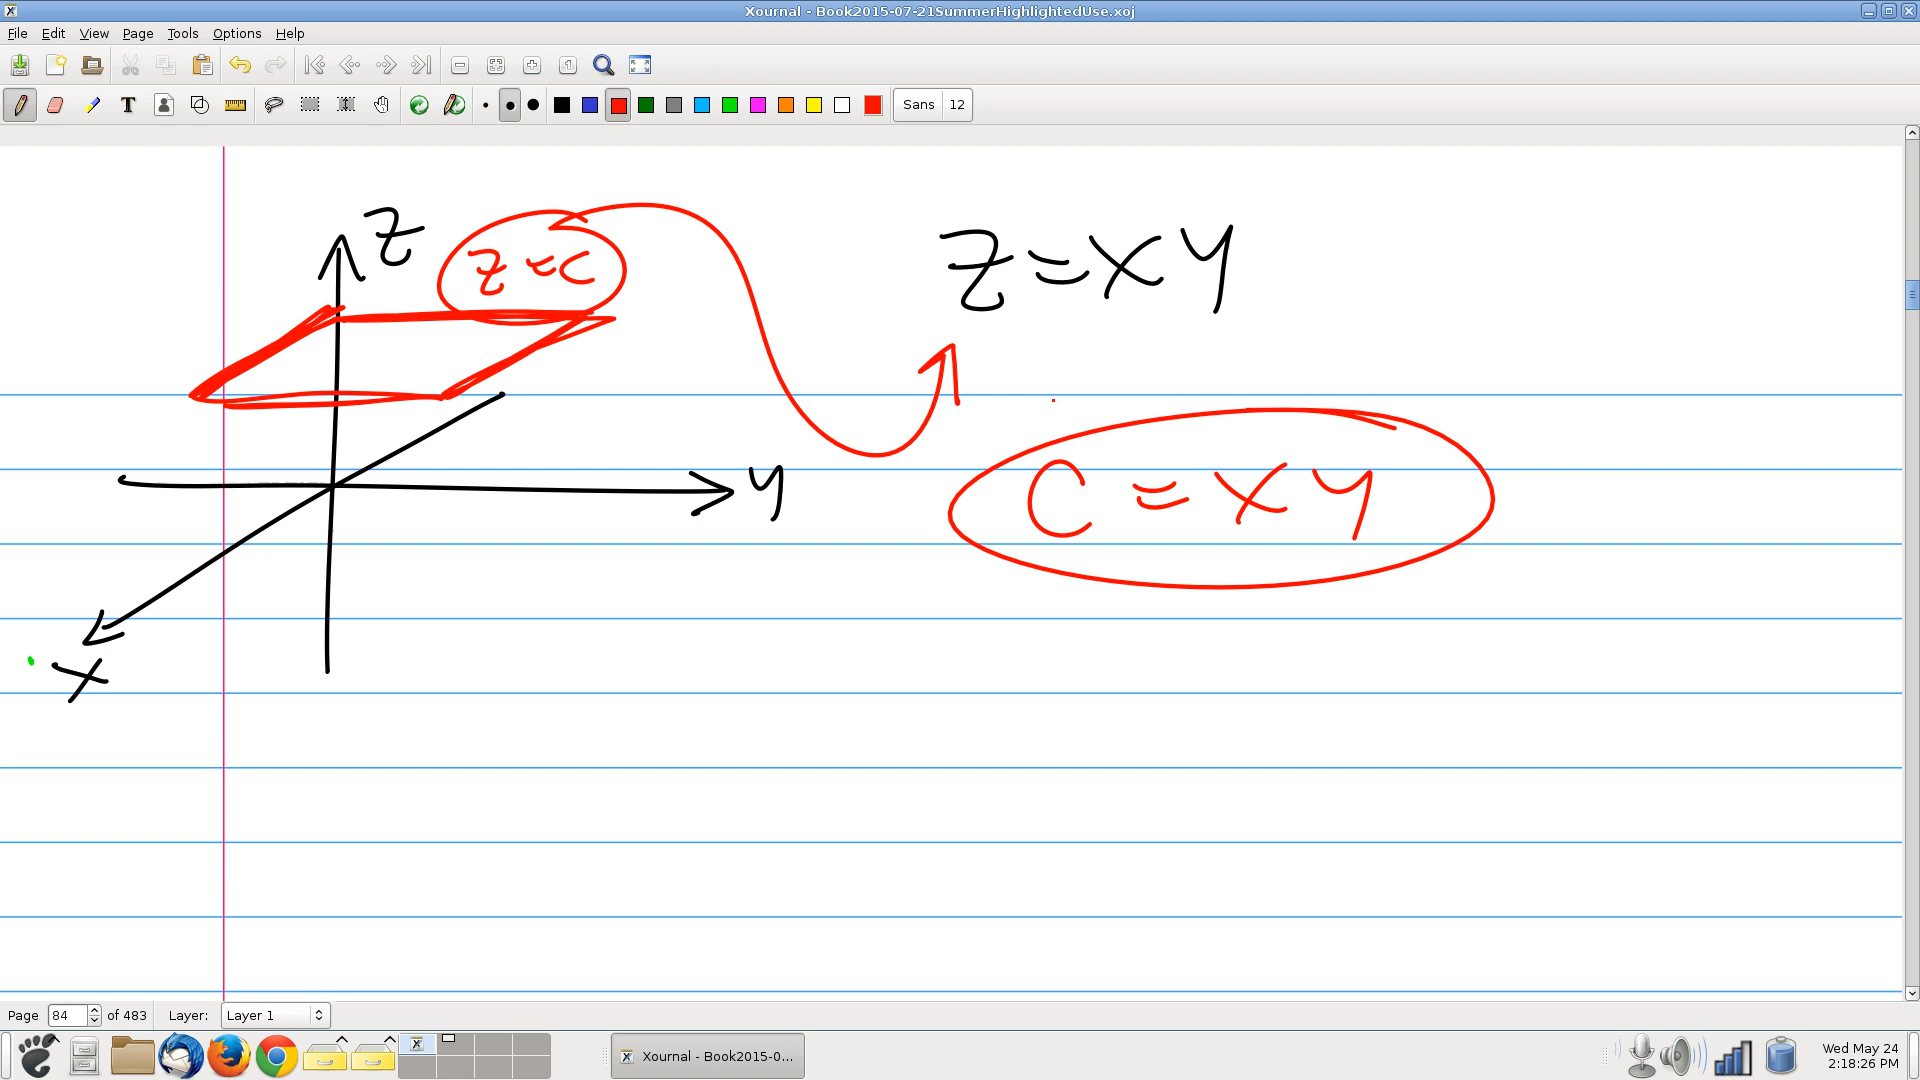 Xournal - Book2015-07-21SummerHighlightedUse.xoj
File Edit View Page Tools Options Help
Sans 12
z
z = c
z = xy
y
c = xy
x
Page 84 of 483 Layer: Layer 1
Xournal - Book2015-0...
Wed May 24
2:18:26 PM